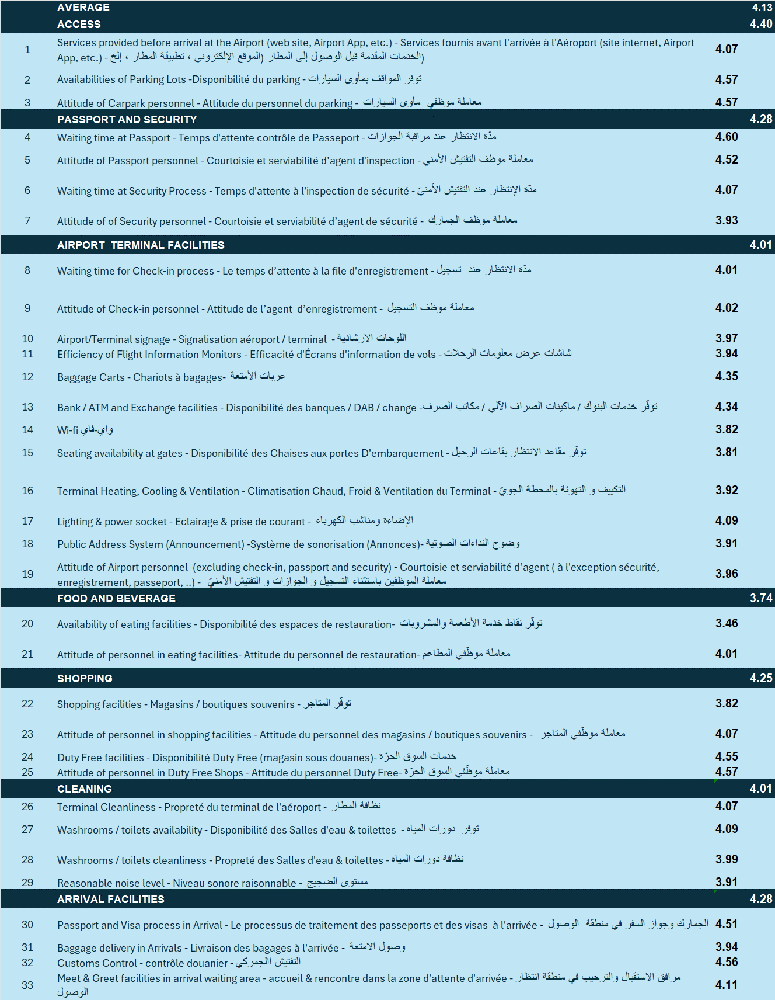 AVERAGE 4.13
ACCESS 4.40
1 Services provided before arrival at the Airport (web site, Airport App, etc.) - Services fournis avant l'arrivée à l'Aéroport (site internet, Airport 4.07
App, etc.) - الخدمات المقدمة قبل الوصول إلى المطار (الموقع الإلكتروني ، تطبيقة المطار ، إلخ)
2 Availabilities of Parking Lots -Disponibilité du parking - توفر المواقف بمأوى السيارات 4.57
3 Attitude of Carpark personnel - Attitude du personnel du parking - معاملة موظفي مأوى السيارات 4.57
PASSPORT AND SECURITY 4.28
4 Waiting time at Passport - Temps d'attente contrôle de Passeport - مدّة الانتظار عند مراقبة الجوازات 4.60
5 Attitude of Passport personnel - Courtoisie et serviabilité d’agent d'inspection - معاملة موظف التفتيش الأمني 4.52
6 Waiting time at Security Process - Temps d'attente à l'inspection de sécurité - مدّة الإنتظار عند التفتيش الأمنيّ 4.07
7 Attitude of of Security personnel - Courtoisie et serviabilité d’agent de sécurité - معاملة موظف الجمارك 3.93
AIRPORT TERMINAL FACILITIES 4.01
8 Waiting time for Check-in process - Le temps d’attente à la file d'enregistrement - مدّة الانتظار عند تسجيل 4.01
9 Attitude of Check-in personnel - Attitude de l’agent d’enregistrement - معاملة موظف التسجيل 4.02
10 Airport/Terminal signage - Signalisation aéroport / terminal - اللوحات الارشادية 3.97
11 Efficiency of Flight Information Monitors - Efficacité d'Écrans d'information de vols - شاشات عرض معلومات الرحلات 3.94
12 Baggage Carts - Chariots à bagages- عربات الأمتعة 4.35
13 Bank / ATM and Exchange facilities - Disponibilité des banques / DAB / change -توفّر خدمات البنوك / ماكينات الصراف الآلي / مكاتب الصرف 4.34
14 Wi-fi واي-فاي 3.82
15 Seating availability at gates - Disponibilité des Chaises aux portes D'embarquement - توفّر مقاعد الانتظار بقاعات الرحيل 3.81
16 Terminal Heating, Cooling & Ventilation - Climatisation Chaud, Froid & Ventilation du Terminal - التكييف و التهوئة بالمحطة الجويّ 3.92
17 Lighting & power socket - Eclairage & prise de courant - الإضاءة ومناشب الكهرباء 4.09
18 Public Address System (Announcement) -Système de sonorisation (Annonces)- وضوح النداءات الصوتية 3.91
19 Attitude of Airport personnel (excluding check-in, passport and security) - Courtoisie et serviabilité d’agent ( à l'exception sécurité, 3.96
enregistrement, passeport, ..) - معاملة الموظفين باستثناء التسجيل و الجوازات و التفتيش الأمنيّ
FOOD AND BEVERAGE 3.74
20 Availability of eating facilities - Disponibilité des espaces de restauration- توفّر نقاط خدمة الأطعمة والمشروبات 3.46
21 Attitude of personnel in eating facilities- Attitude du personnel de restauration- معاملة موظّفي المطاعم 4.01
SHOPPING 4.25
22 Shopping facilities - Magasins / boutiques souvenirs - توفّر المتاجر 3.82
23 Attitude of personnel in shopping facilities - Attitude du personnel des magasins / boutiques souvenirs - معاملة موظّفي المتاجر 4.07
24 Duty Free facilities - Disponibilité Duty Free (magasin sous douanes)- خدمات السوق الحرّة 4.55
25 Attitude of personnel in Duty Free Shops - Attitude du personnel Duty Free- معاملة موظّفي السوق الحرّة 4.57
CLEANING 4.01
26 Terminal Cleanliness - Propreté du terminal de l'aéroport - نظافة المطار 4.07
27 Washrooms / toilets availability - Disponibilité des Salles d'eau & toilettes - توفر دورات المياه 4.09
28 Washrooms / toilets cleanliness - Propreté des Salles d'eau & toilettes - نظافة دورات المياه 3.99
29 Reasonable noise level - Niveau sonore raisonnable - مستوى الضجيج 3.91
ARRIVAL FACILITIES 4.28
30 Passport and Visa process in Arrival - Le processus de traitement des passeports et des visas à l'arrivée - الجمارك وجواز السفر في منطقة الوصول 4.51
31 Baggage delivery in Arrivals - Livraison des bagages à l'arrivée - وصول الامتعة 3.94
32 Customs Control - contrôle douanier - التفتيش االجمركي 4.56
33 Meet & Greet facilities in arrival waiting area - accueil & rencontre dans la zone d'attente d'arrivée - مرافق الاستقبال والترحيب في منطقة انتظار 4.11
الوصول